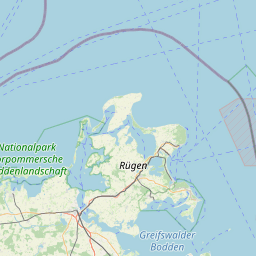 Nationalpark
orpommersche
ddenlandschaft
Rügen
Greifswalder
Bodden